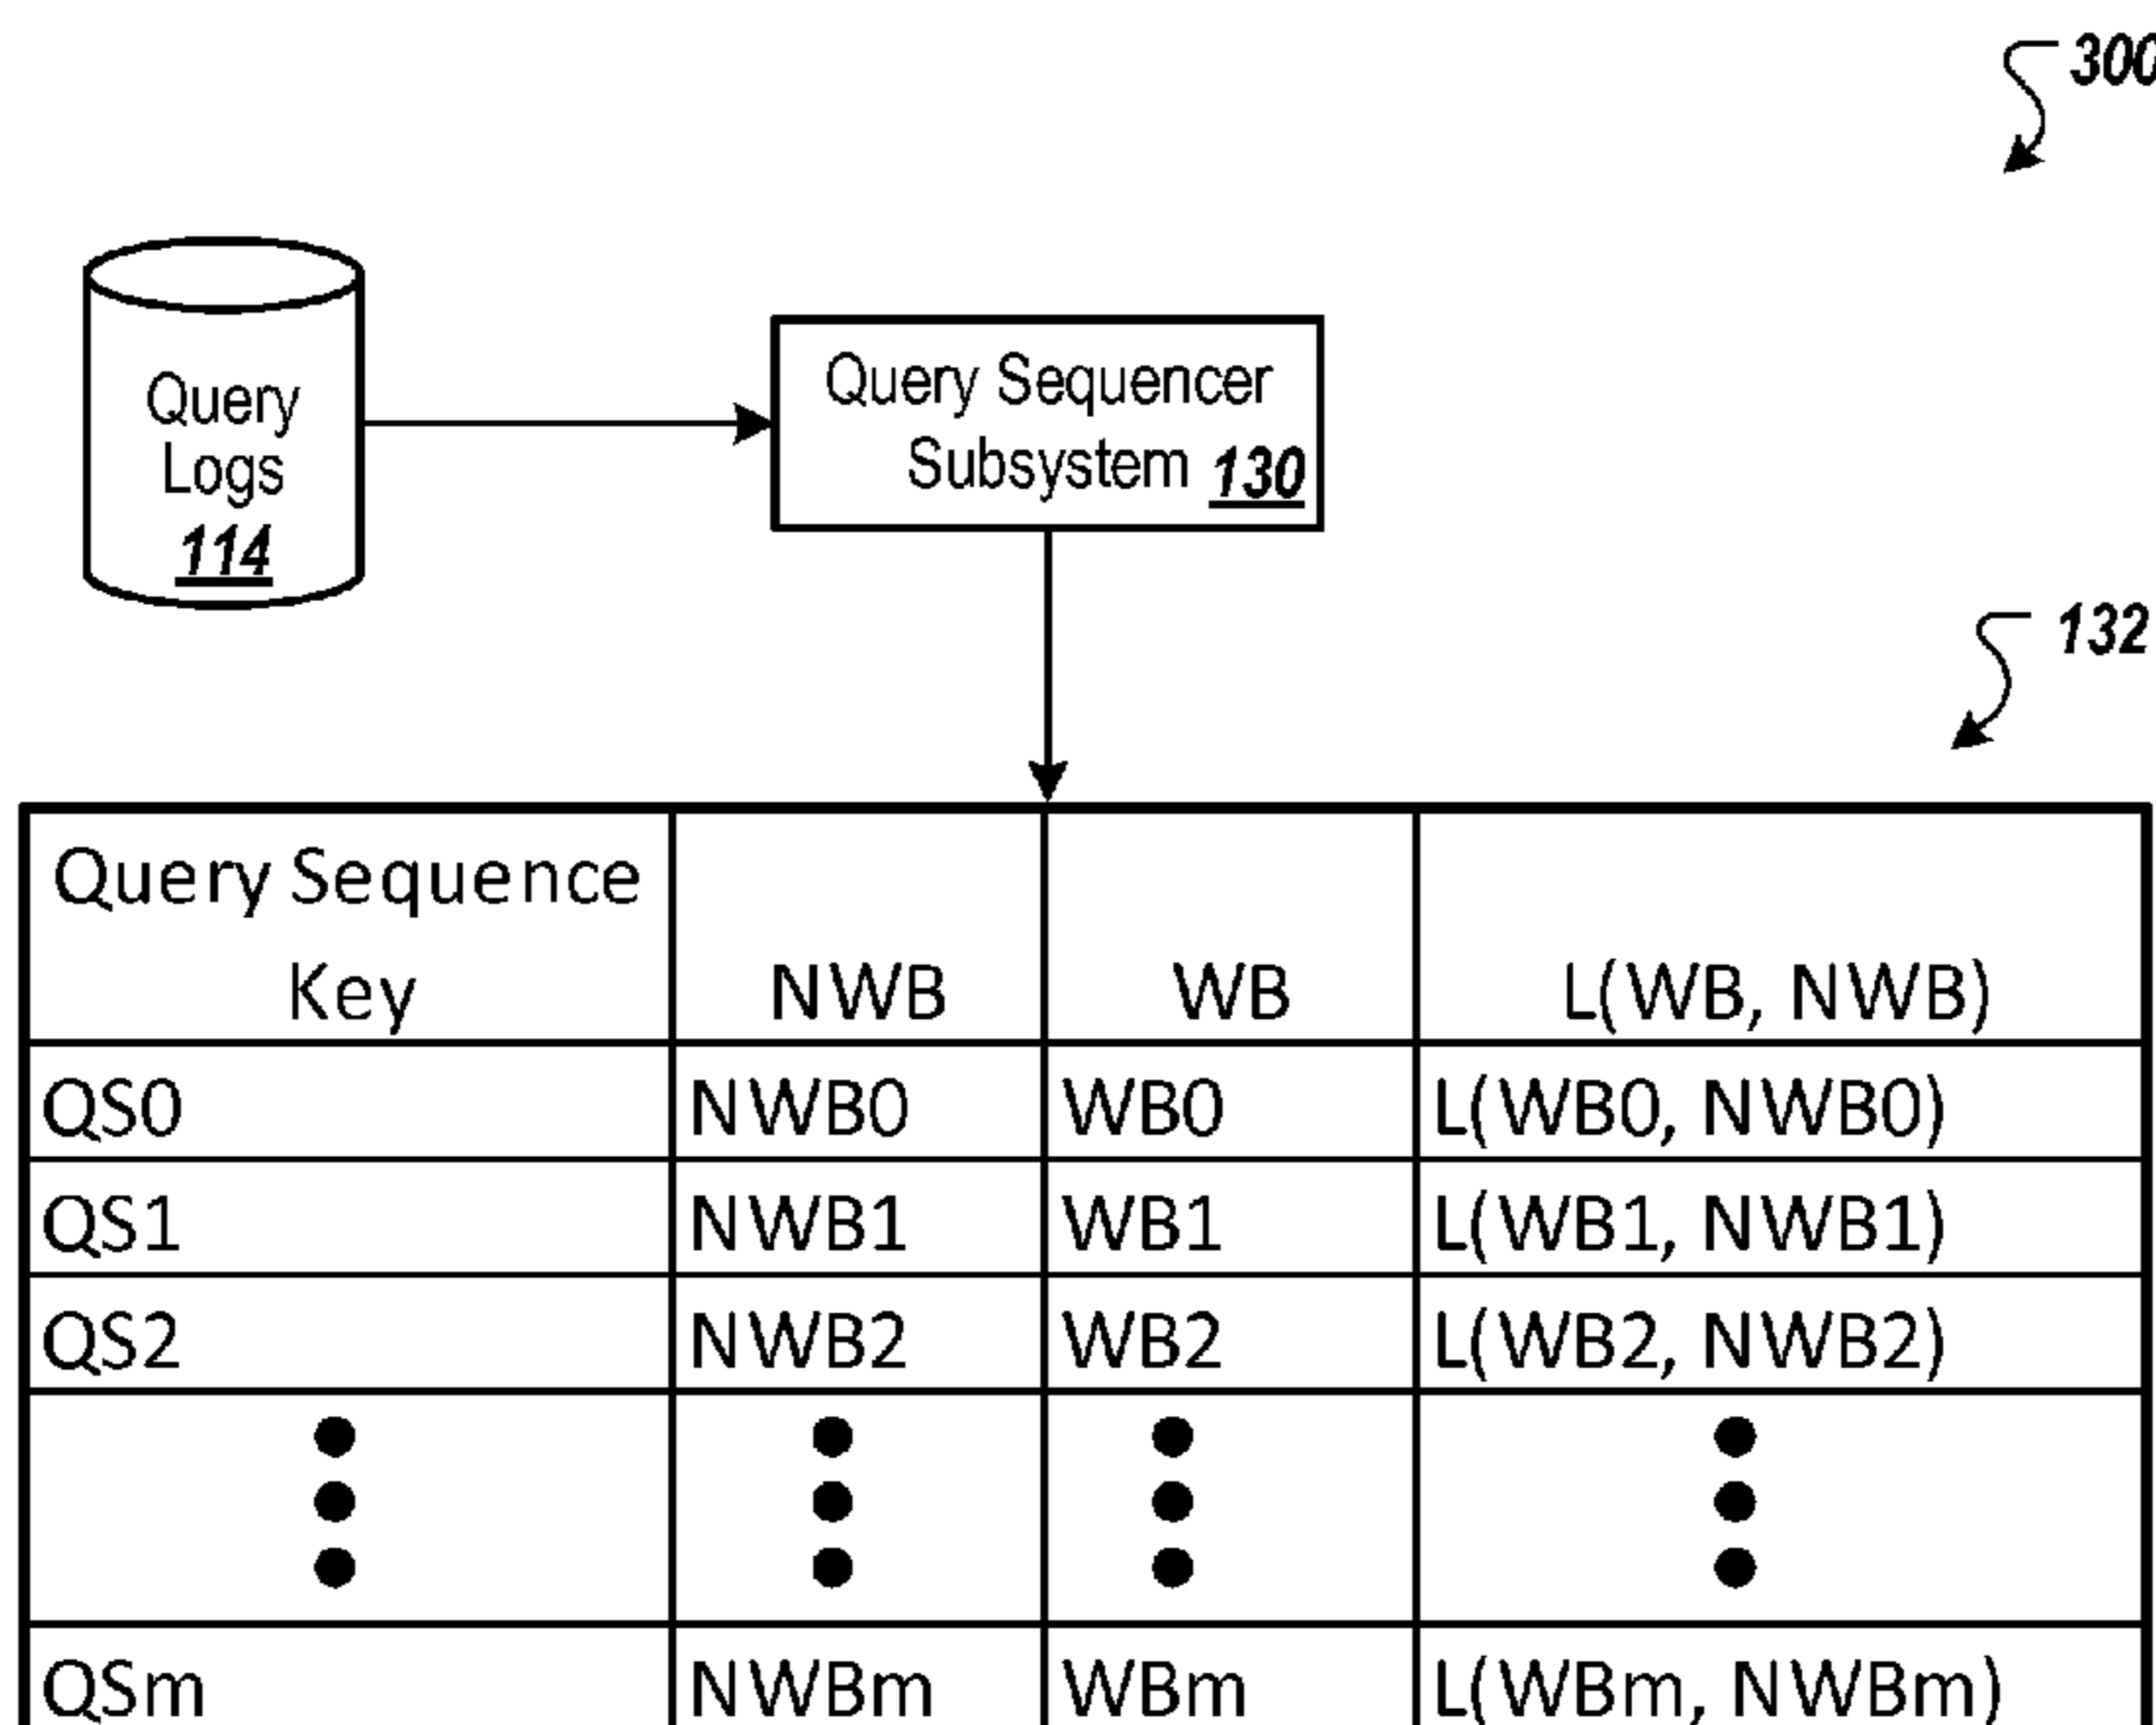 300
Query
Logs
114
Query Sequencer
Subsystem 130
132
Query Sequence
Key NWB WB L(WB, NWB)
QS0 NWB0 WB0 L(WB0, NWB0)
QS1 NWB1 WB1 L(WB1, NWB1)
QS2 NWB2 WB2 L(WB2, NWB2)
QSm NWBm WBm L(WBm, NWBm)